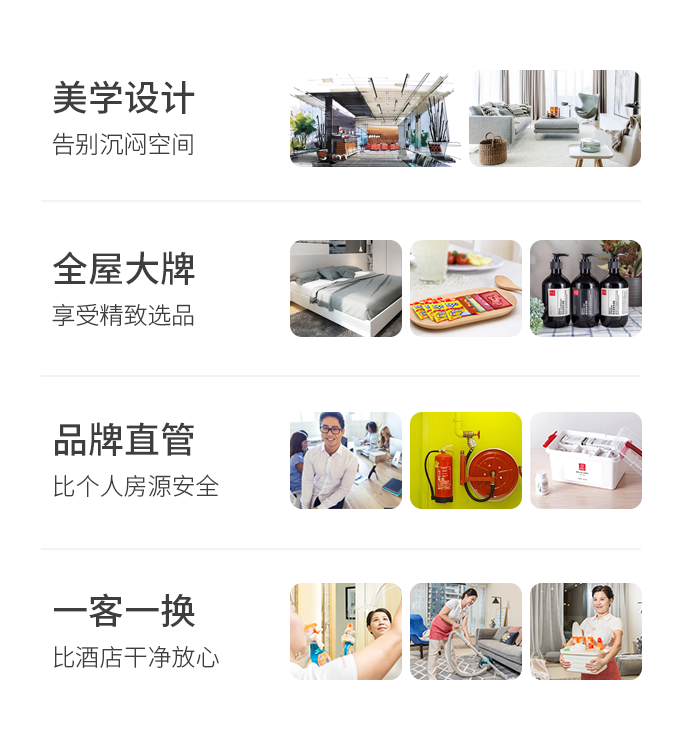 美学设计
告别沉闷空间
全屋大牌
享受精致选品
品牌直管
比个人房源安全
一客一换
比酒店干净放心